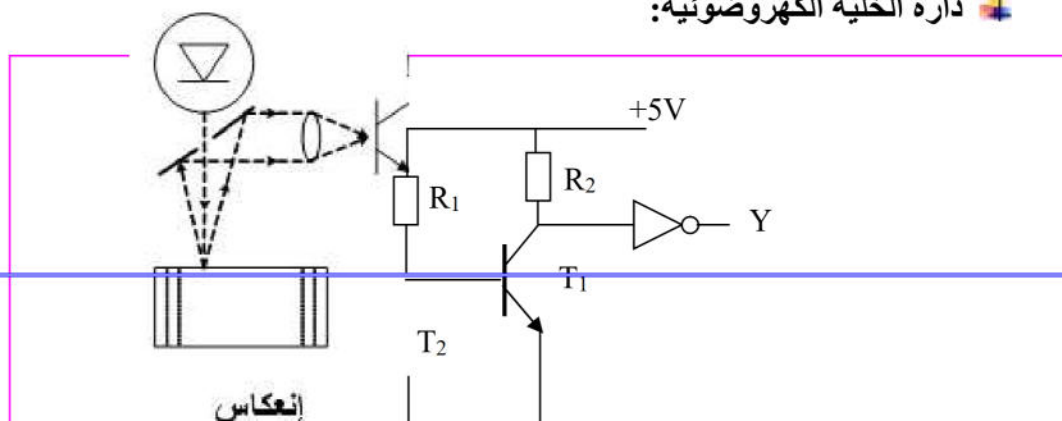 دارة الخلية الكهروضوئية:
+5V
R₁
R₂
Y
T₁
T₂
إنعكاس